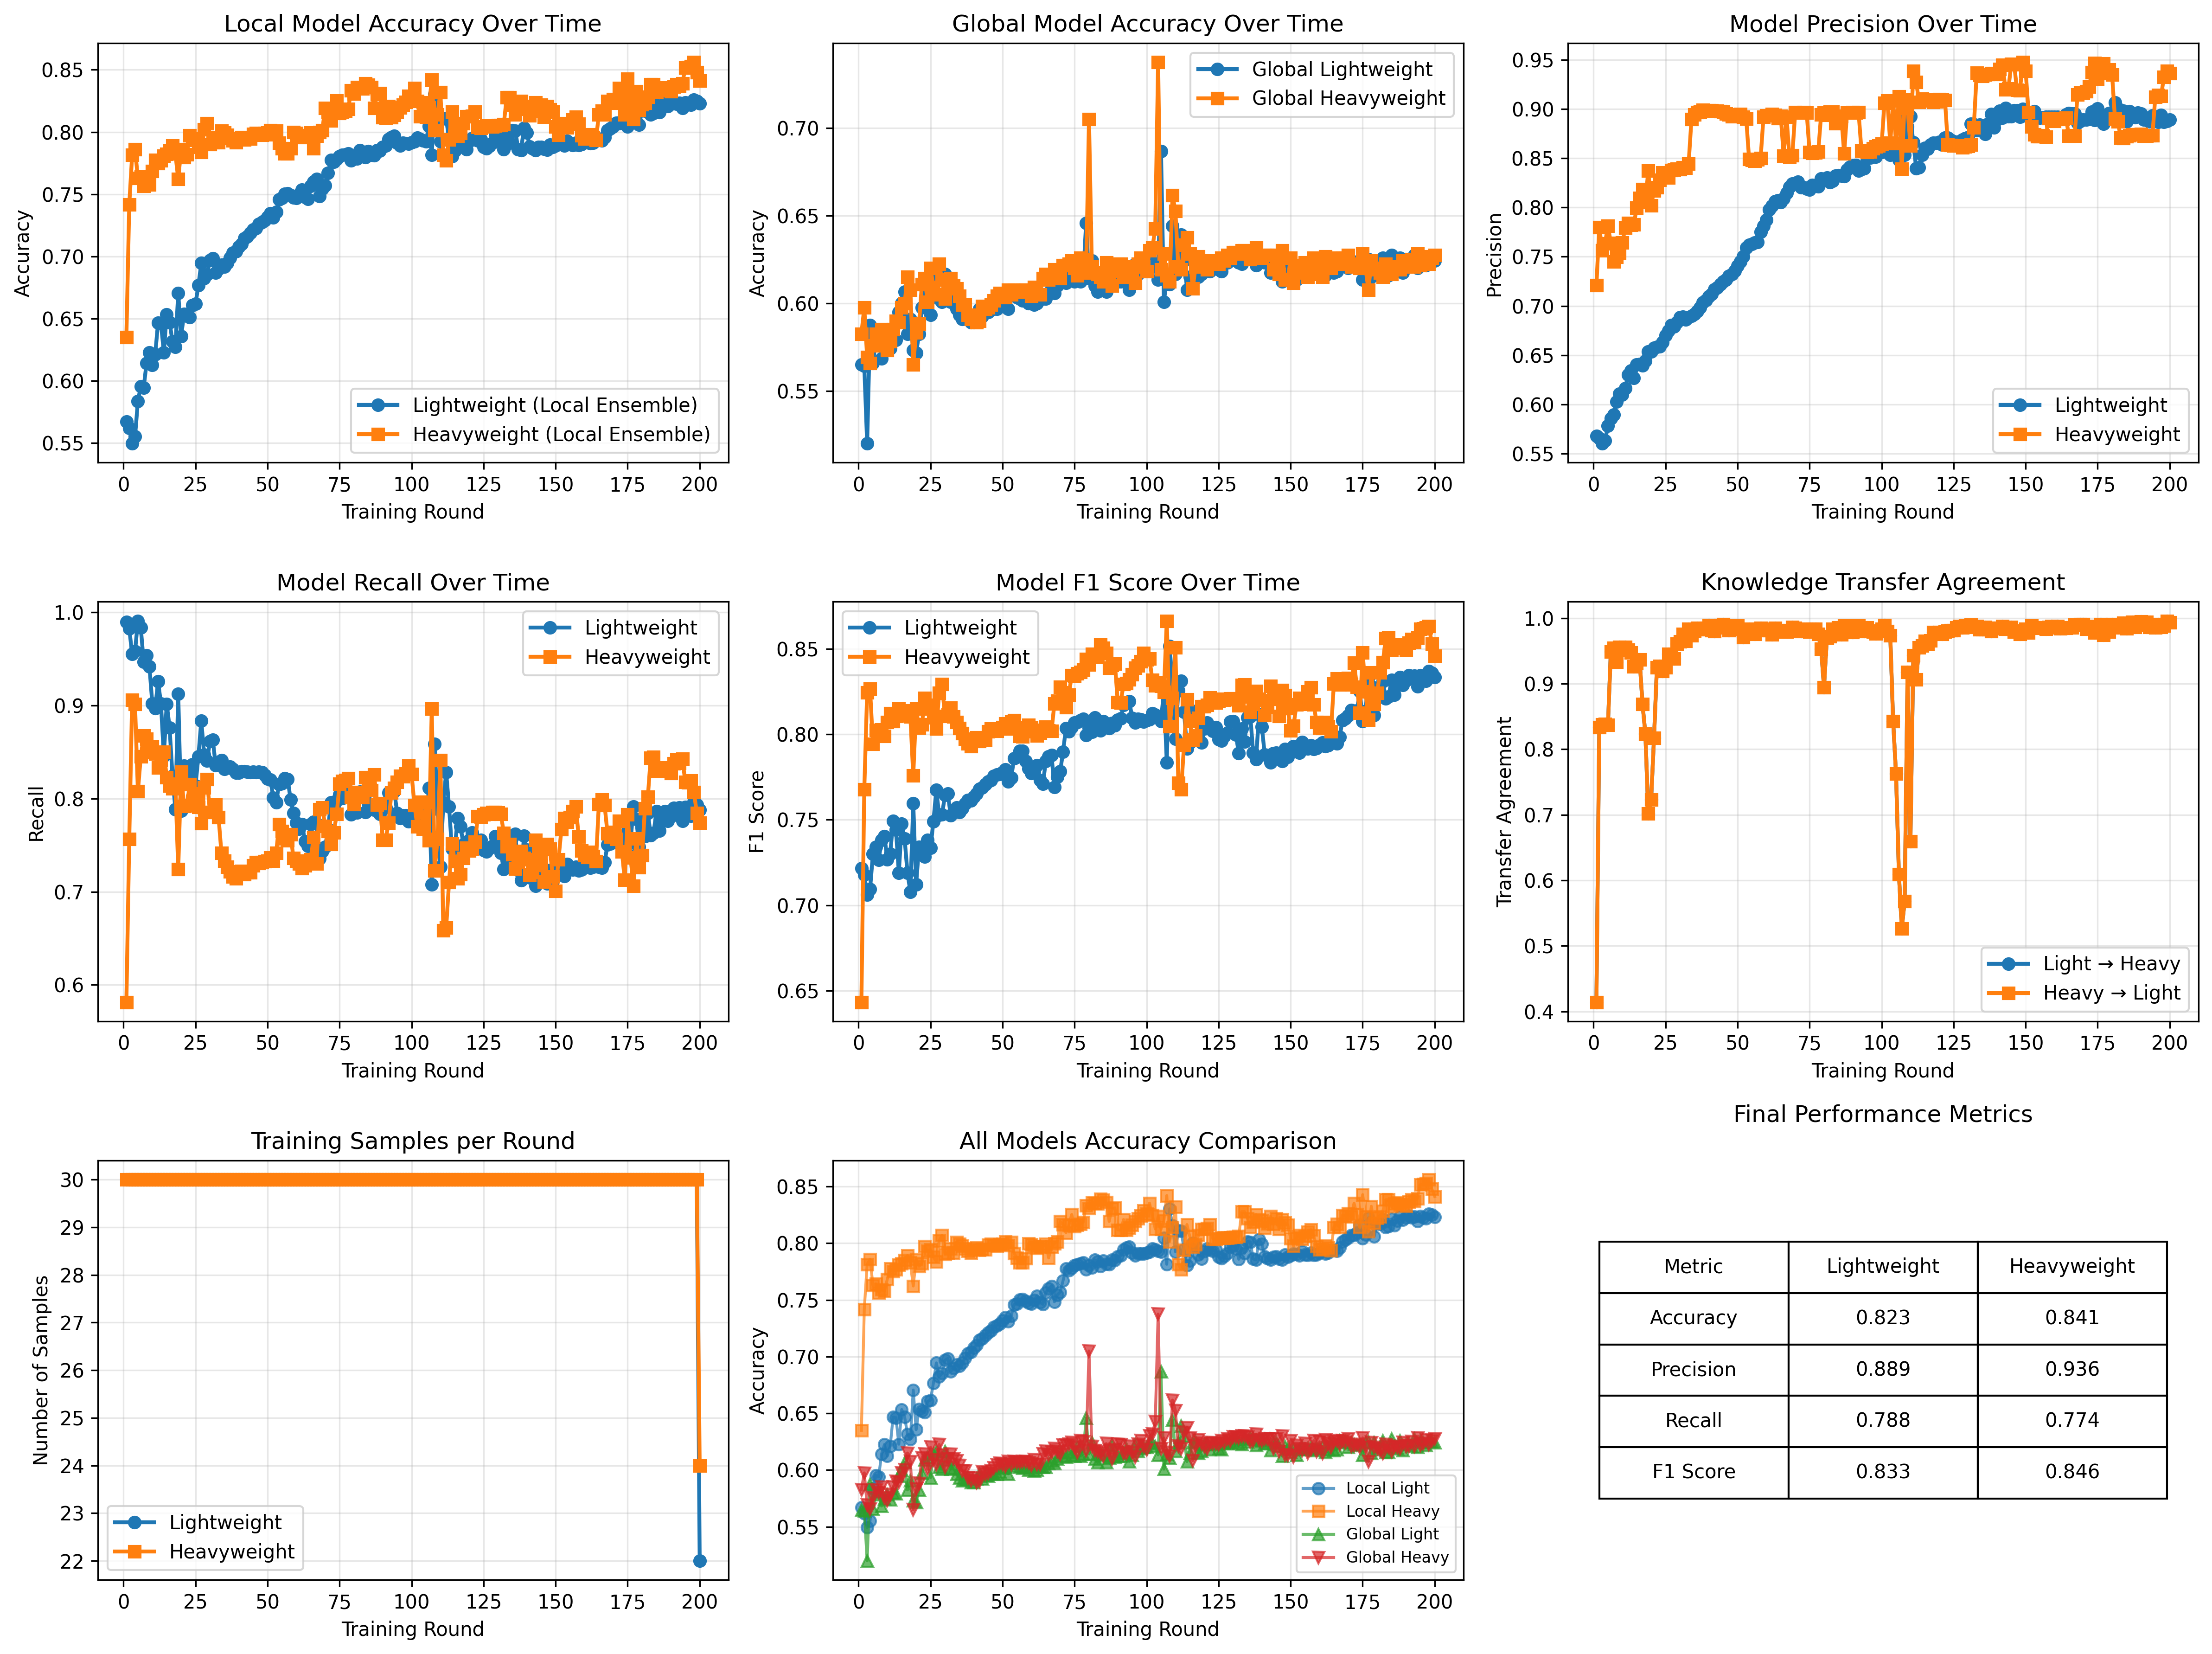 Local Model Accuracy Over Time
Accuracy
0.85
0.80
0.75
0.70
0.65
0.60
0.55
Lightweight (Local Ensemble)
Heavyweight (Local Ensemble)
0 25 50 75 100 125 150 175 200
Training Round
Global Model Accuracy Over Time
Accuracy
0.70
0.65
0.60
0.55
Global Lightweight
Global Heavyweight
0 25 50 75 100 125 150 175 200
Training Round
Model Precision Over Time
Precision
0.95
0.90
0.85
0.80
0.75
0.70
0.65
0.60
0.55
Lightweight
Heavyweight
0 25 50 75 100 125 150 175 200
Training Round
Model Recall Over Time
Recall
1.0
0.9
0.8
0.7
0.6
Lightweight
Heavyweight
0 25 50 75 100 125 150 175 200
Training Round
Model F1 Score Over Time
F1 Score
0.85
0.80
0.75
0.70
0.65
Lightweight
Heavyweight
0 25 50 75 100 125 150 175 200
Training Round
Knowledge Transfer Agreement
Transfer Agreement
1.0
0.9
0.8
0.7
0.6
0.5
0.4
Light → Heavy
Heavy → Light
0 25 50 75 100 125 150 175 200
Training Round
Training Samples per Round
Number of Samples
30
29
28
27
26
25
24
23
22
Lightweight
Heavyweight
0 25 50 75 100 125 150 175 200
Training Round
All Models Accuracy Comparison
Accuracy
0.85
0.80
0.75
0.70
0.65
0.60
0.55
Local Light
Local Heavy
Global Light
Global Heavy
0 25 50 75 100 125 150 175 200
Training Round
Final Performance Metrics
Metric Lightweight Heavyweight
Accuracy 0.823 0.841
Precision 0.889 0.936
Recall 0.788 0.774
F1 Score 0.833 0.846